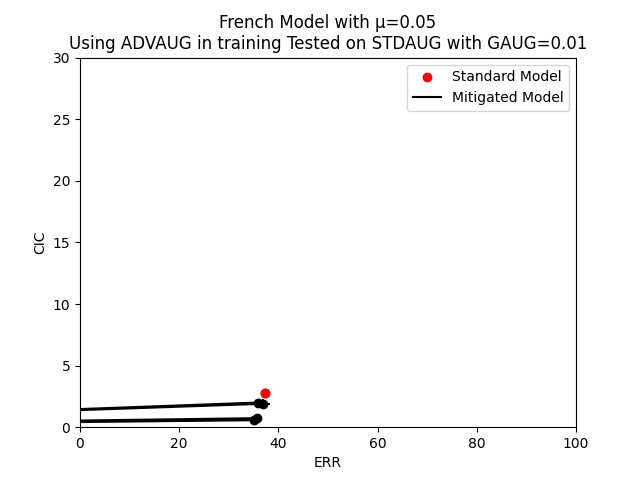 French Model with μ=0.05
Using ADVAUG in training Tested on STDAUG with GAUG=0.01
Standard Model
Mitigated Model
30
25
20
15
10
5
0
CIC
0 20 40 60 80 100
ERR